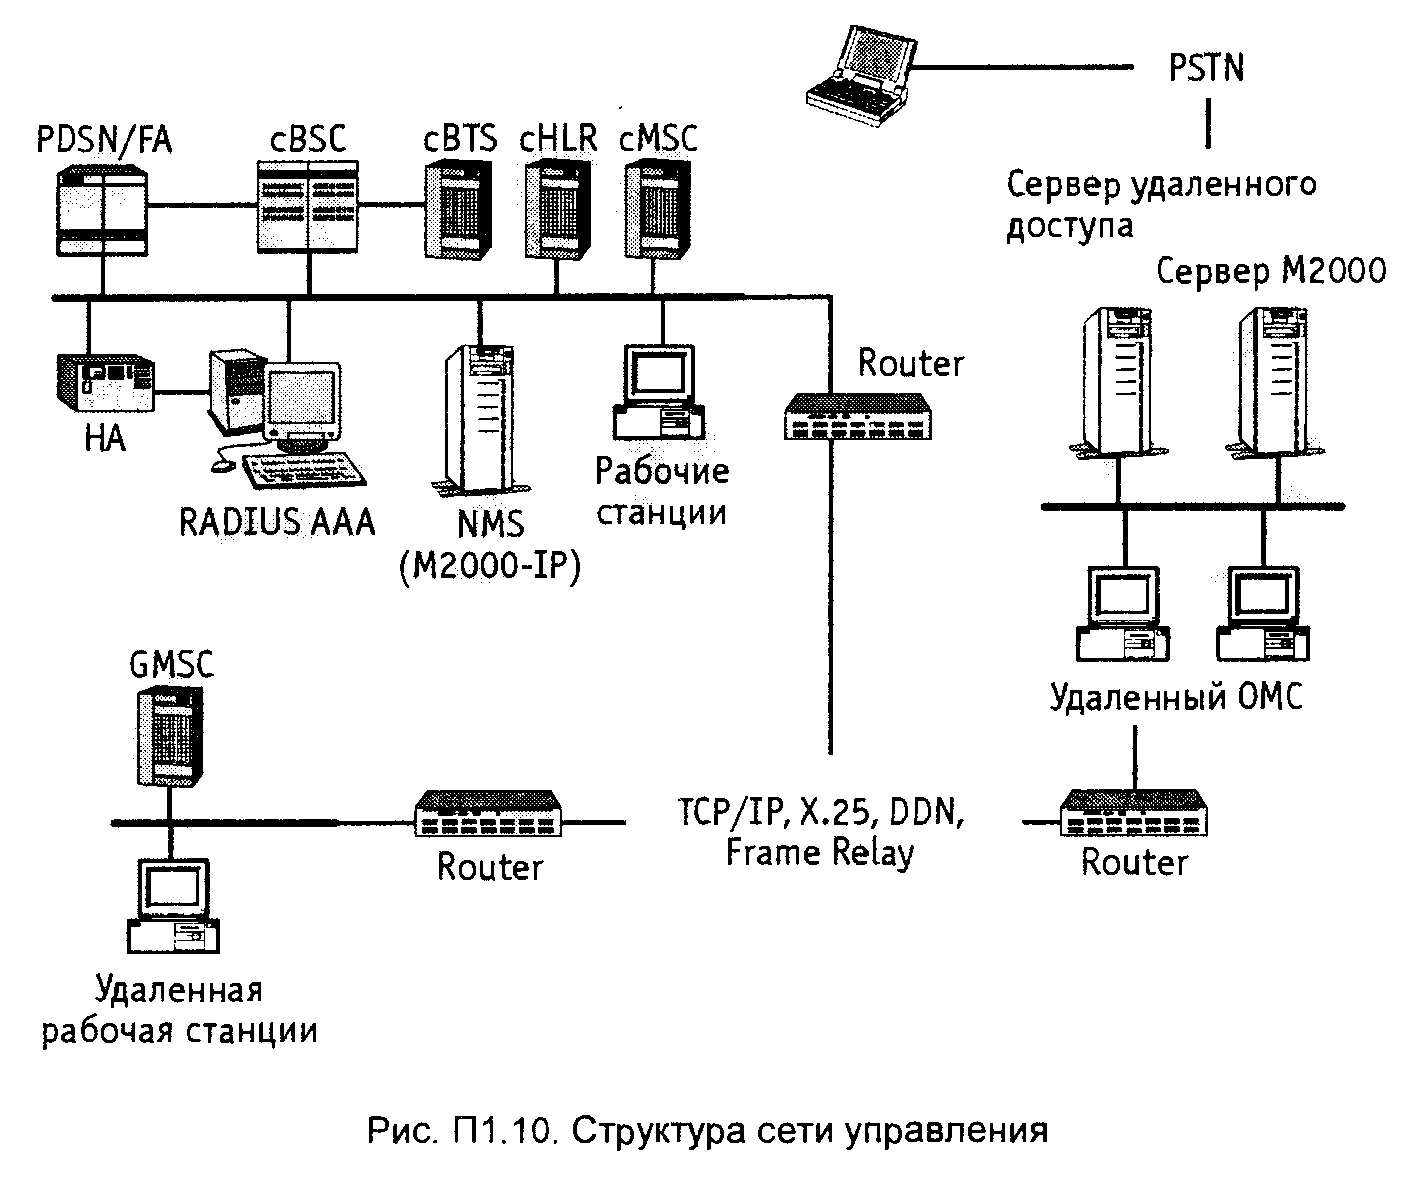 PSTN
PDSN/FA
cBSC
cBTS
cHLR
cMSC
Сервер удаленного
доступа
Сервер M2000
Router
HA
RADIUS AAA
NMS
(M2000-IP)
Рабочие
станции
GMSC
Удаленный OMC
Router
TCP/IP, X.25, DDN,
Frame Relay
Router
Удаленная
рабочая станции
Рис. П1.10. Структура сети управления